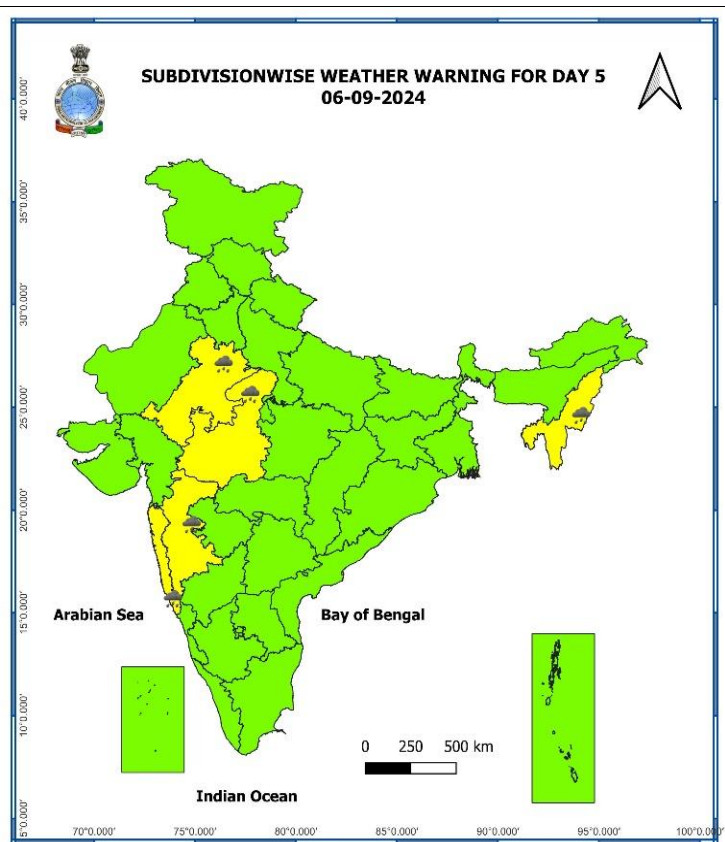 SUBDIVISIONWISE WEATHER WARNING FOR DAY 5
06-09-2024
40°0.000'
35°0.000'
30°0.000'
25°0.000'
20°0.000'
15°0.000'
10°0.000'
5°0.000'
Arabian Sea
Bay of Bengal
0 250 500 km
Indian Ocean
70°0.000' 75°0.000' 80°0.000' 85°0.000' 90°0.000' 95°0.000' 100°0.000'